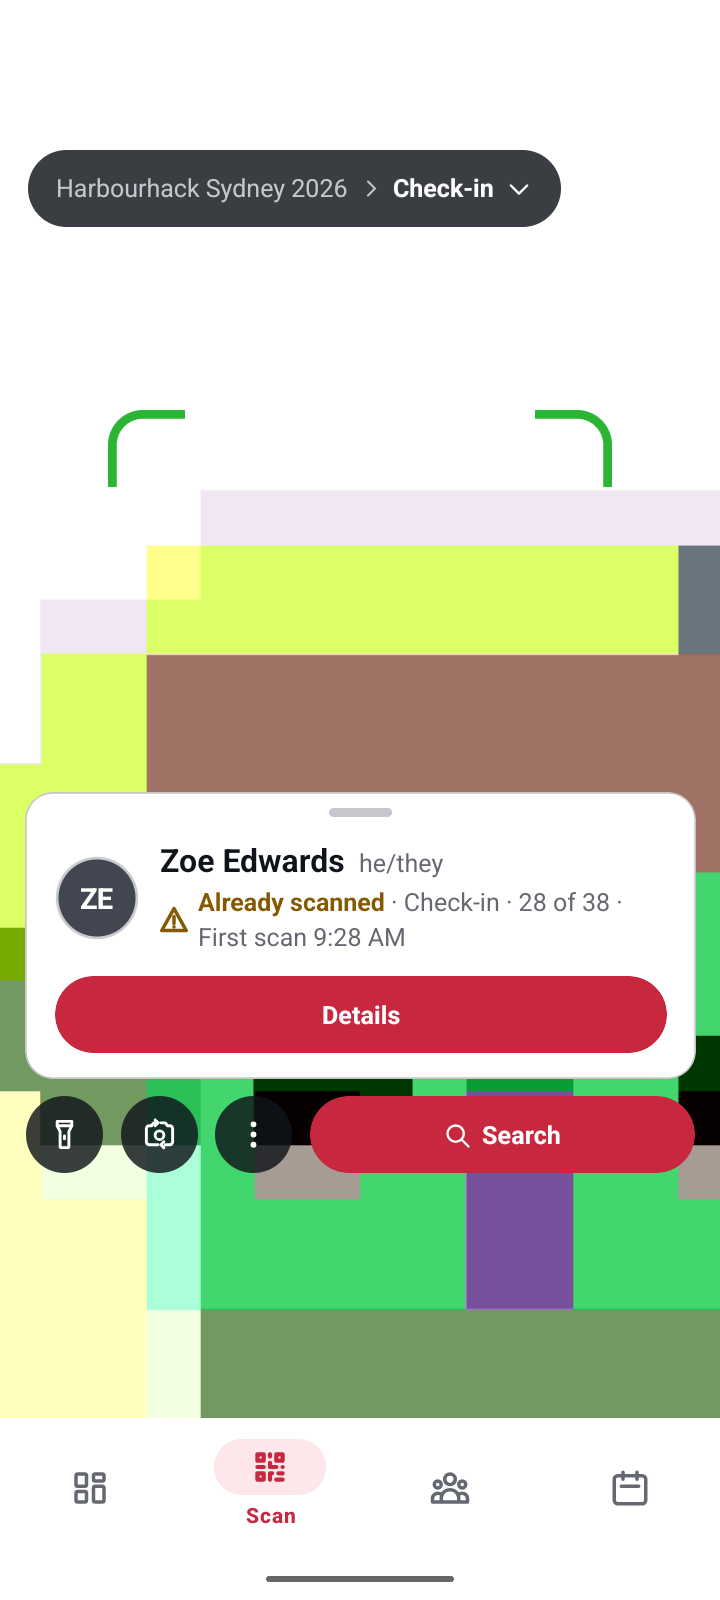 Harbourhack Sydney 2026 > Check-in
Zoe Edwards he/they
ZE
Already scanned · Check-in · 28 of 38 ·
First scan 9:28 AM
Details
Search
Scan